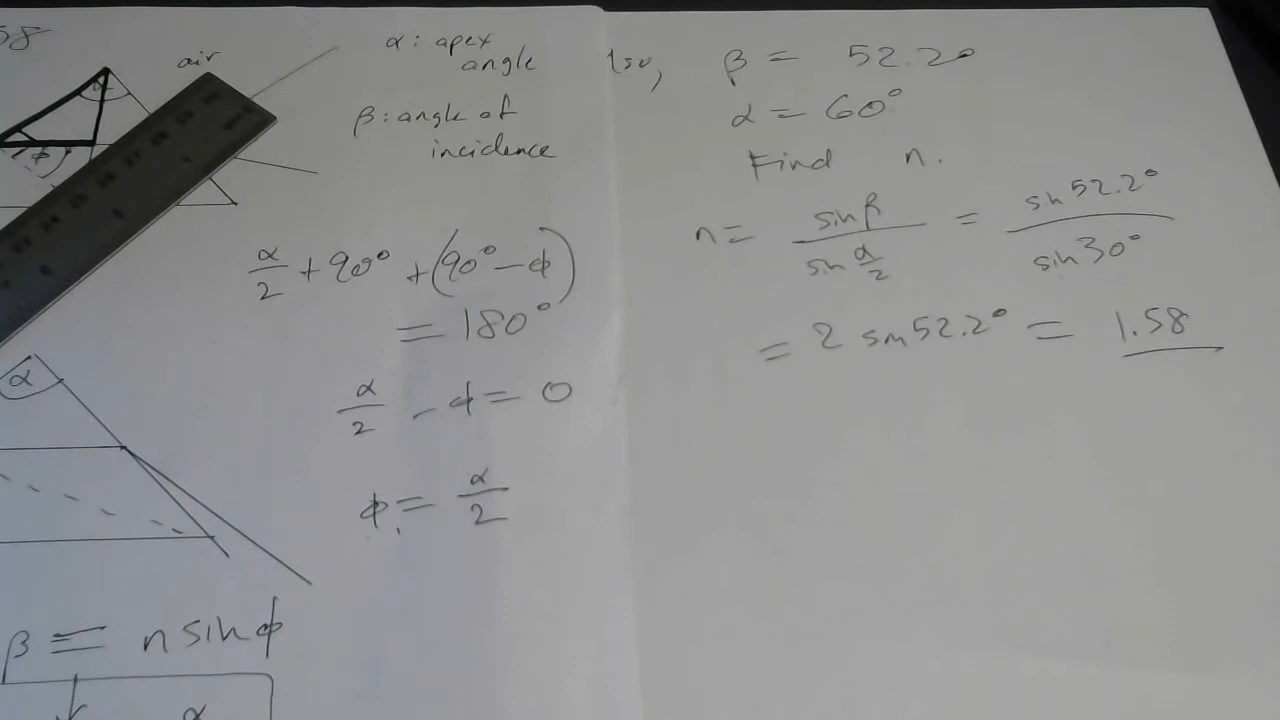 58
air
α
ϕ
α : apex
angle
β : angle of
incidence
α/2 + 90° + (90° − ϕ)
= 180°
α/2 − ϕ = 0
ϕ = α/2
α
β = n sin ϕ
α
β = 52.2°
α = 60°
Find n.
n = sin β / sin α/2 = sin 52.2° / sin 30°
= 2 sin 52.2° = 1.58